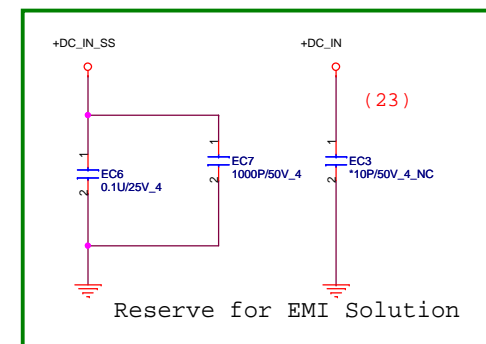 +DC_IN_SS
+DC_IN
(23)
1
EC6
0.1U/25V_4
2
1
EC7
1000P/50V_4
2
1
EC3
*10P/50V_4_NC
2
Reserve for EMI Solution